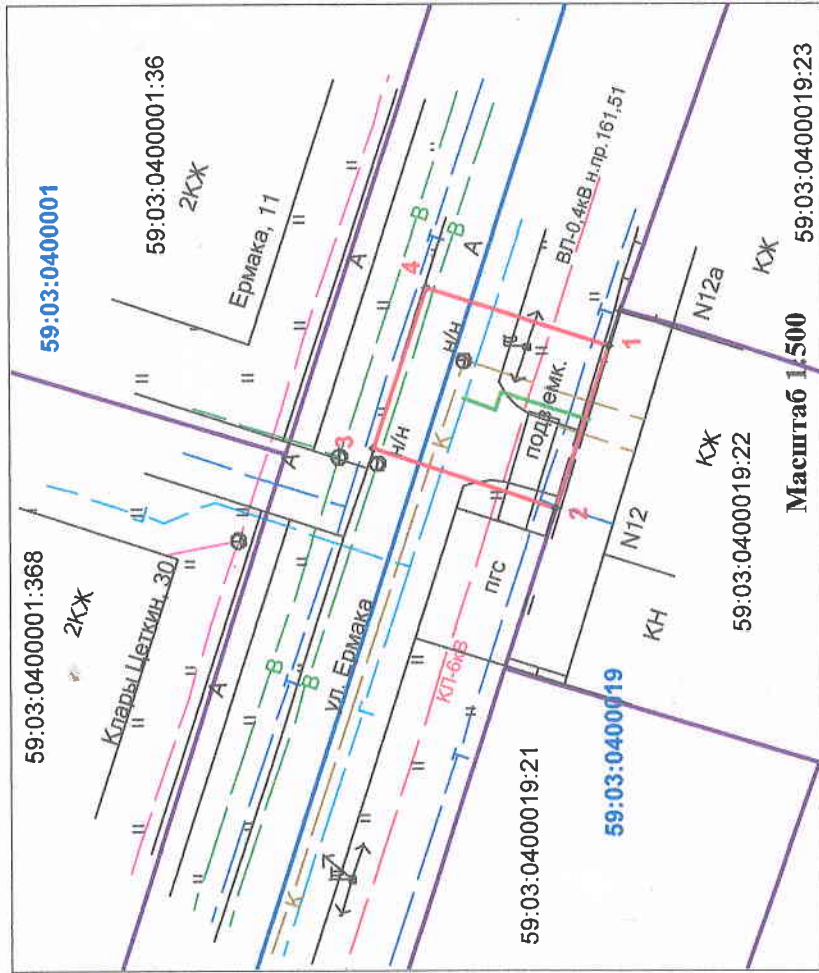 59:03:0400001:368
2КЖ
Клары Цеткин, 30
59:03:0400001
59:03:0400001:36
2КЖ
Ермака, 11
А
А
А
А
3
4
н/н
н/н
В
В
В
В
Т
Т
ул. Ермака
К
К
Г
КЛ-6кВ
ВЛ-0,4кВ н.пр.161,51
Т
Т
пгс
подз. емк.
2
1
59:03:0400019:21
59:03:0400019
КН
N12
КЖ
59:03:0400019:22
N12а
КЖ
59:03:0400019:23
Масштаб 1:500